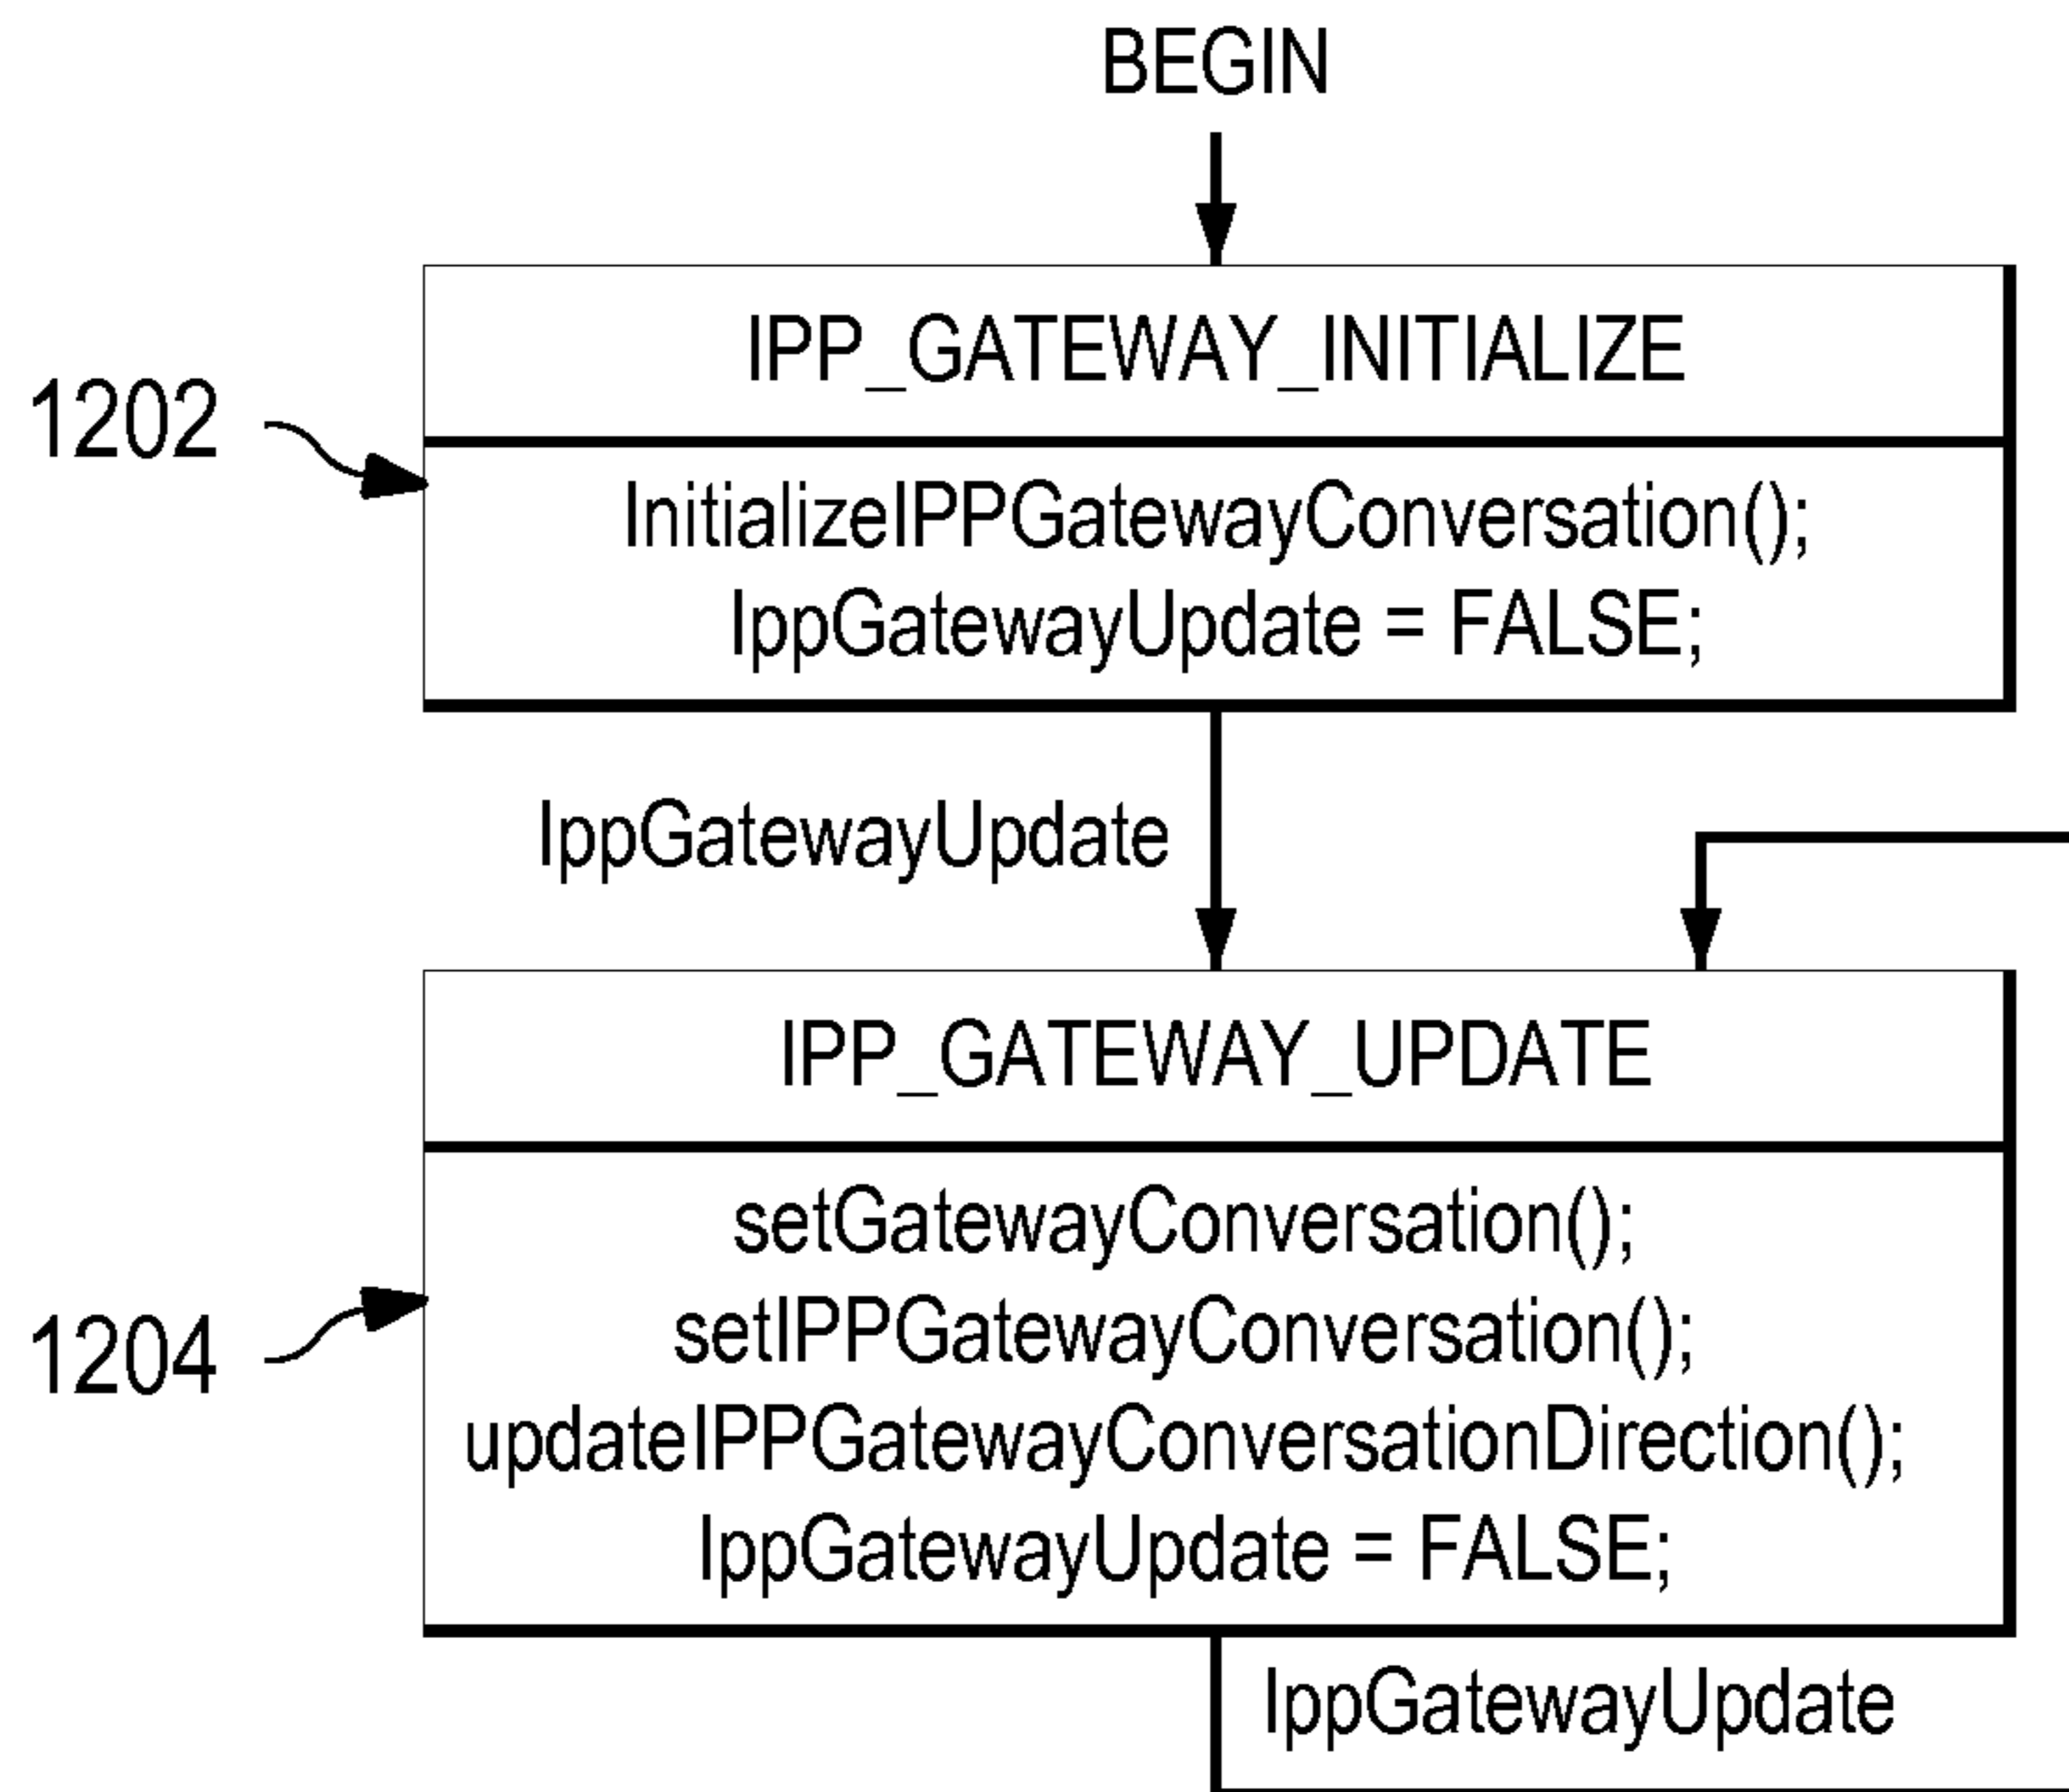 BEGIN
IPP_GATEWAY_INITIALIZE
1202
InitializeIPPGatewayConversation();
IppGatewayUpdate = FALSE;
IppGatewayUpdate
IPP_GATEWAY_UPDATE
setGatewayConversation();
setIPPGatewayConversation();
1204
updateIPPGatewayConversationDirection();
IppGatewayUpdate = FALSE;
IppGatewayUpdate